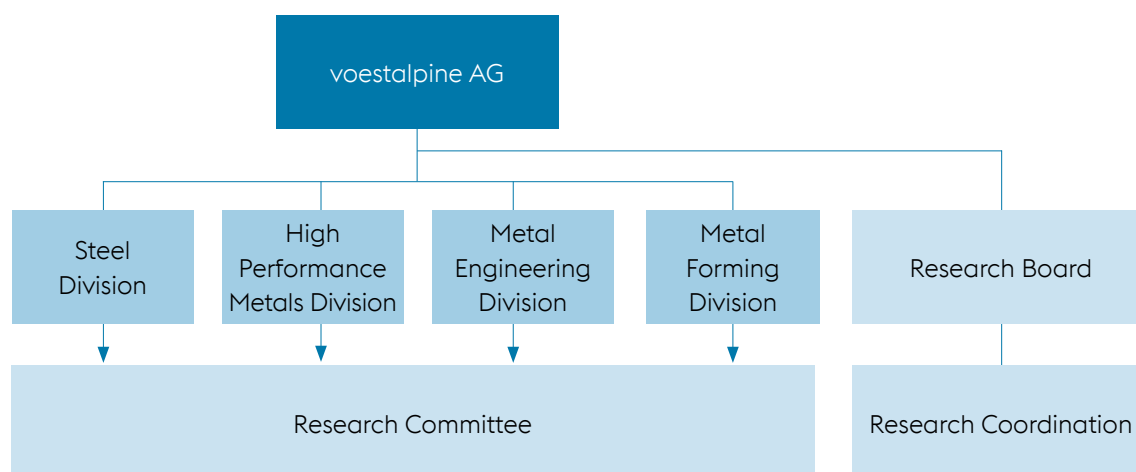 voestalpine AG
Steel
Division
High
Performance
Metals Division
Metal
Engineering
Division
Metal
Forming
Division
Research Board
Research Committee
Research Coordination